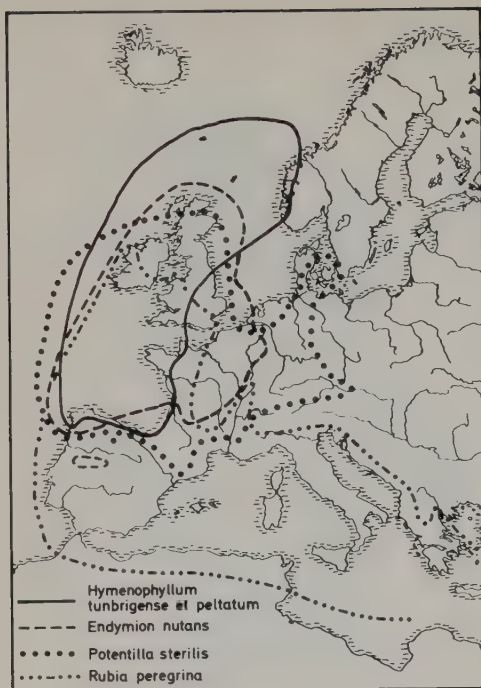 Hymenophyllum
tunbrigense et peltatum
Endymion nutans
Potentilla sterilis
Rubia peregrina